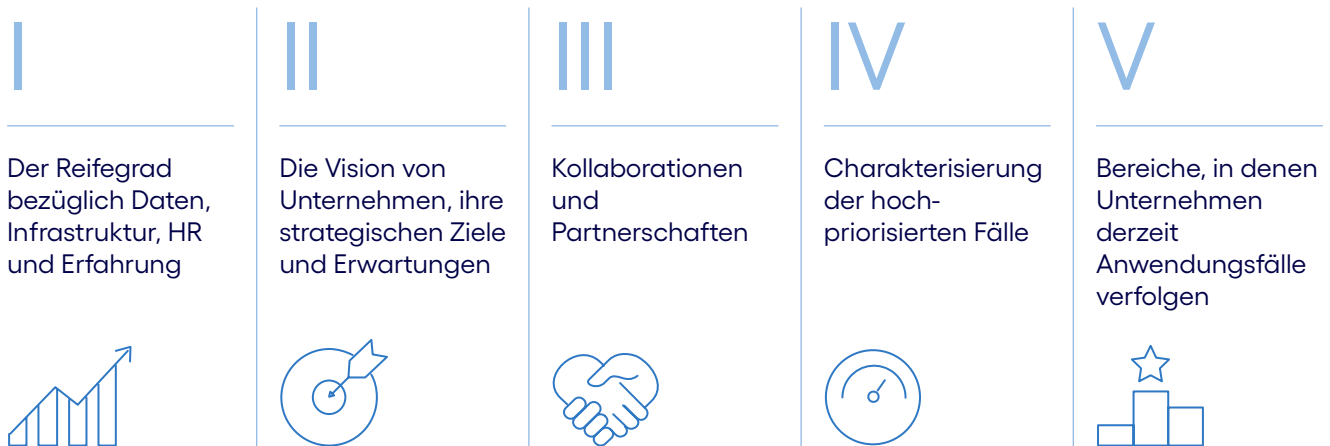 I
Der Reifegrad
bezüglich Daten,
Infrastruktur, HR
und Erfahrung
II
Die Vision von
Unternehmen, ihre
strategischen Ziele
und Erwartungen
III
Kollaborationen
und
Partnerschaften
IV
Charakterisierung
der hoch-
priorisierten Fälle
V
Bereiche, in denen
Unternehmen
derzeit
Anwendungsfälle
verfolgen